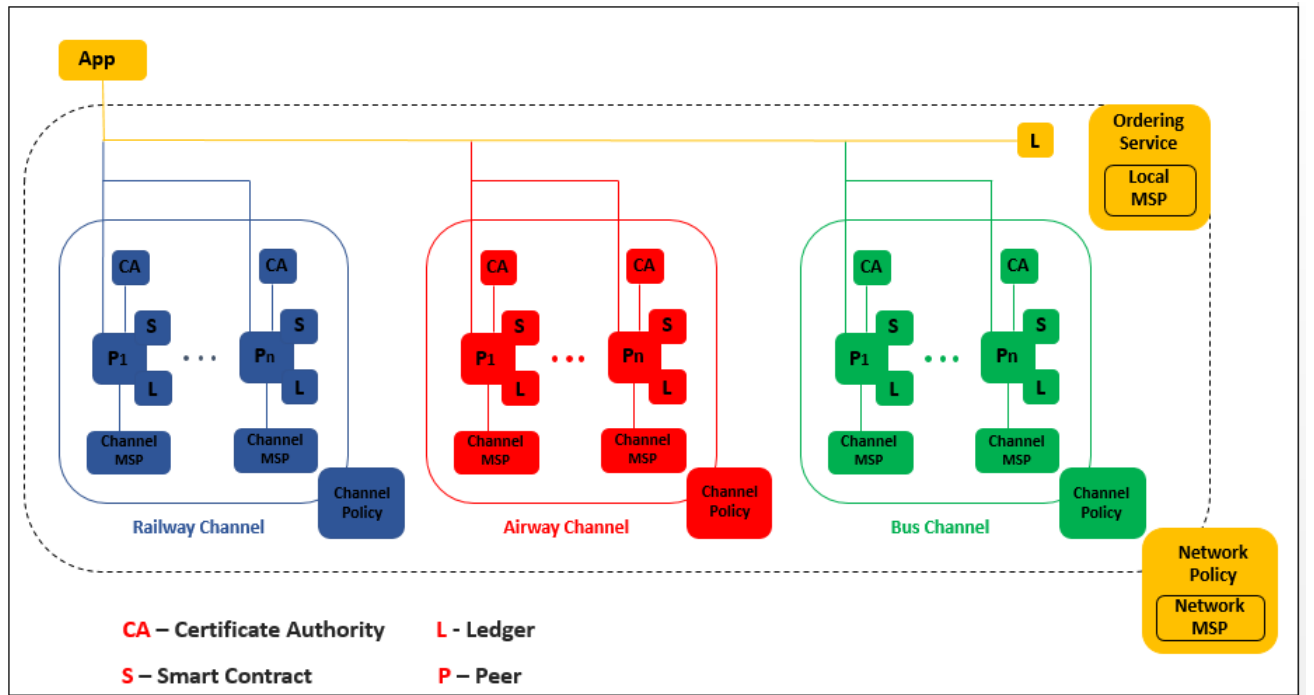 App
Ordering
Service
Local
MSP
L
CA
CA
CA
CA
CA
CA
S
S
S
S
S
S
P1
...
Pn
P1
...
Pn
P1
...
Pn
L
L
L
L
L
L
Channel
MSP
Channel
MSP
Channel
MSP
Channel
MSP
Channel
MSP
Channel
MSP
Channel
Policy
Channel
Policy
Channel
Policy
Railway Channel
Airway Channel
Bus Channel
Network
Policy
Network
MSP
CA – Certificate Authority
L - Ledger
S – Smart Contract
P – Peer